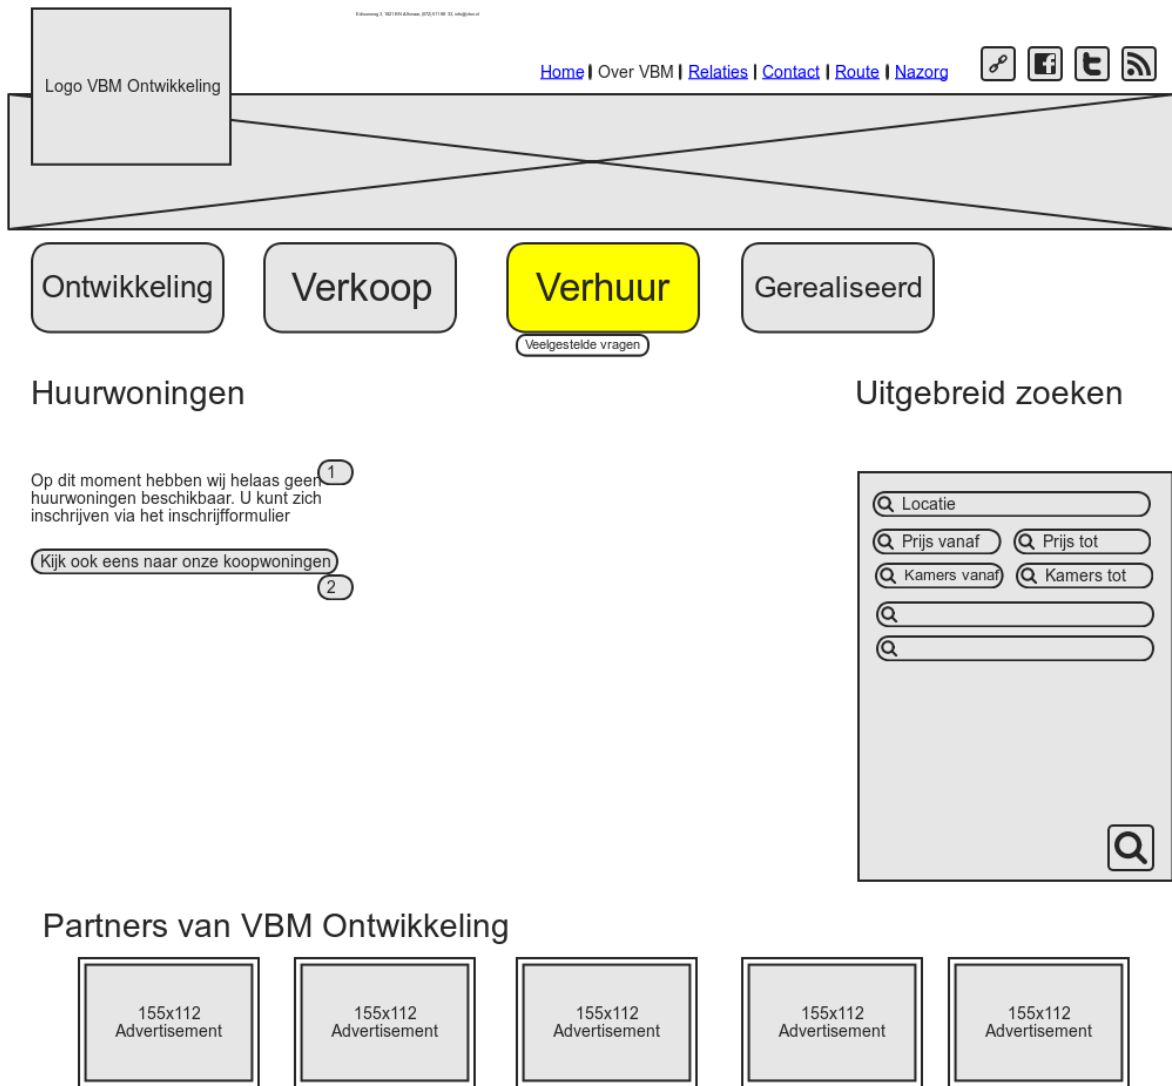 Logo VBM Ontwikkeling
Home | Over VBM | Relaties | Contact | Route | Nazorg
Ontwikkeling
Verkoop
Verhuur
Gerealiseerd
Veelgestelde vragen
Huurwoningen
Uitgebreid zoeken
1
Op dit moment hebben wij helaas geen
huurwoningen beschikbaar. U kunt zich
inschrijven via het inschrijfformulier
Kijk ook eens naar onze koopwoningen
2
Locatie
Prijs vanaf
Prijs tot
Kamers vanaf
Kamers tot
Partners van VBM Ontwikkeling
155x112
Advertisement
155x112
Advertisement
155x112
Advertisement
155x112
Advertisement
155x112
Advertisement